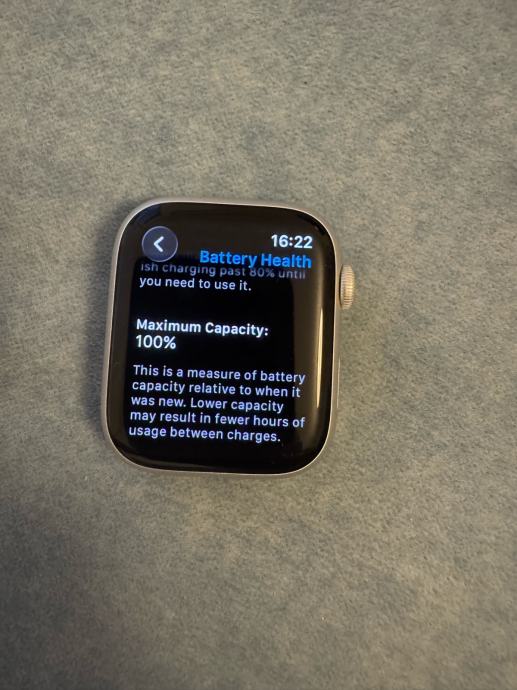 16:22
Battery Health
ish charging past 80% until
you need to use it.
Maximum Capacity:
100%
This is a measure of battery
capacity relative to when it
was new. Lower capacity
may result in fewer hours of
usage between charges.